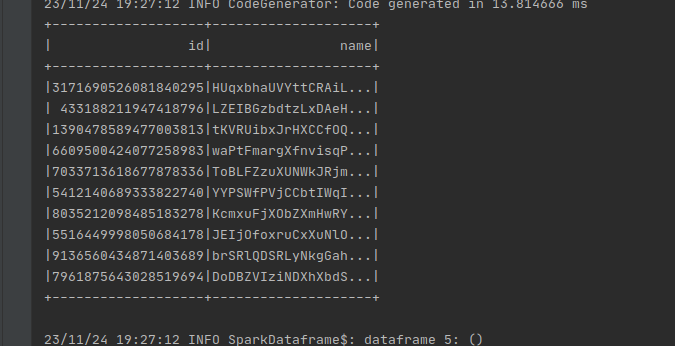 23/11/24 19:27:12 INFO CodeGenerator: Code generated in 13.814666 ms
+-------------------+--------------------+
|                 id|                name|
+-------------------+--------------------+
|3171690526081840295|HUqxbhaUVYttCRAiL...|
| 433188211947418796|LZEIBGzbdtzLxDAeH...|
|1390478589477003813|tKVRUibxJrHXCCfOQ...|
|6609500424077258983|waPtFmargXfnvisqP...|
|7033713618677878336|ToBLFZzuXUNWkJRjm...|
|5412140689333822740|YYPSWfPVjCCbtIWqI...|
|8035212098485183278|KcmxuFjXObZXmHwRY...|
|5516449998050684178|JEIjOfoxruCxXuNlO...|
|9136560434871403689|brSRlQDSRLyNkgGah...|
|7961875643028519694|DoDBZVIziNDXhXbdS...|
+-------------------+--------------------+
23/11/24 19:27:12 INFO SparkDataframe$: dataframe 5: ()